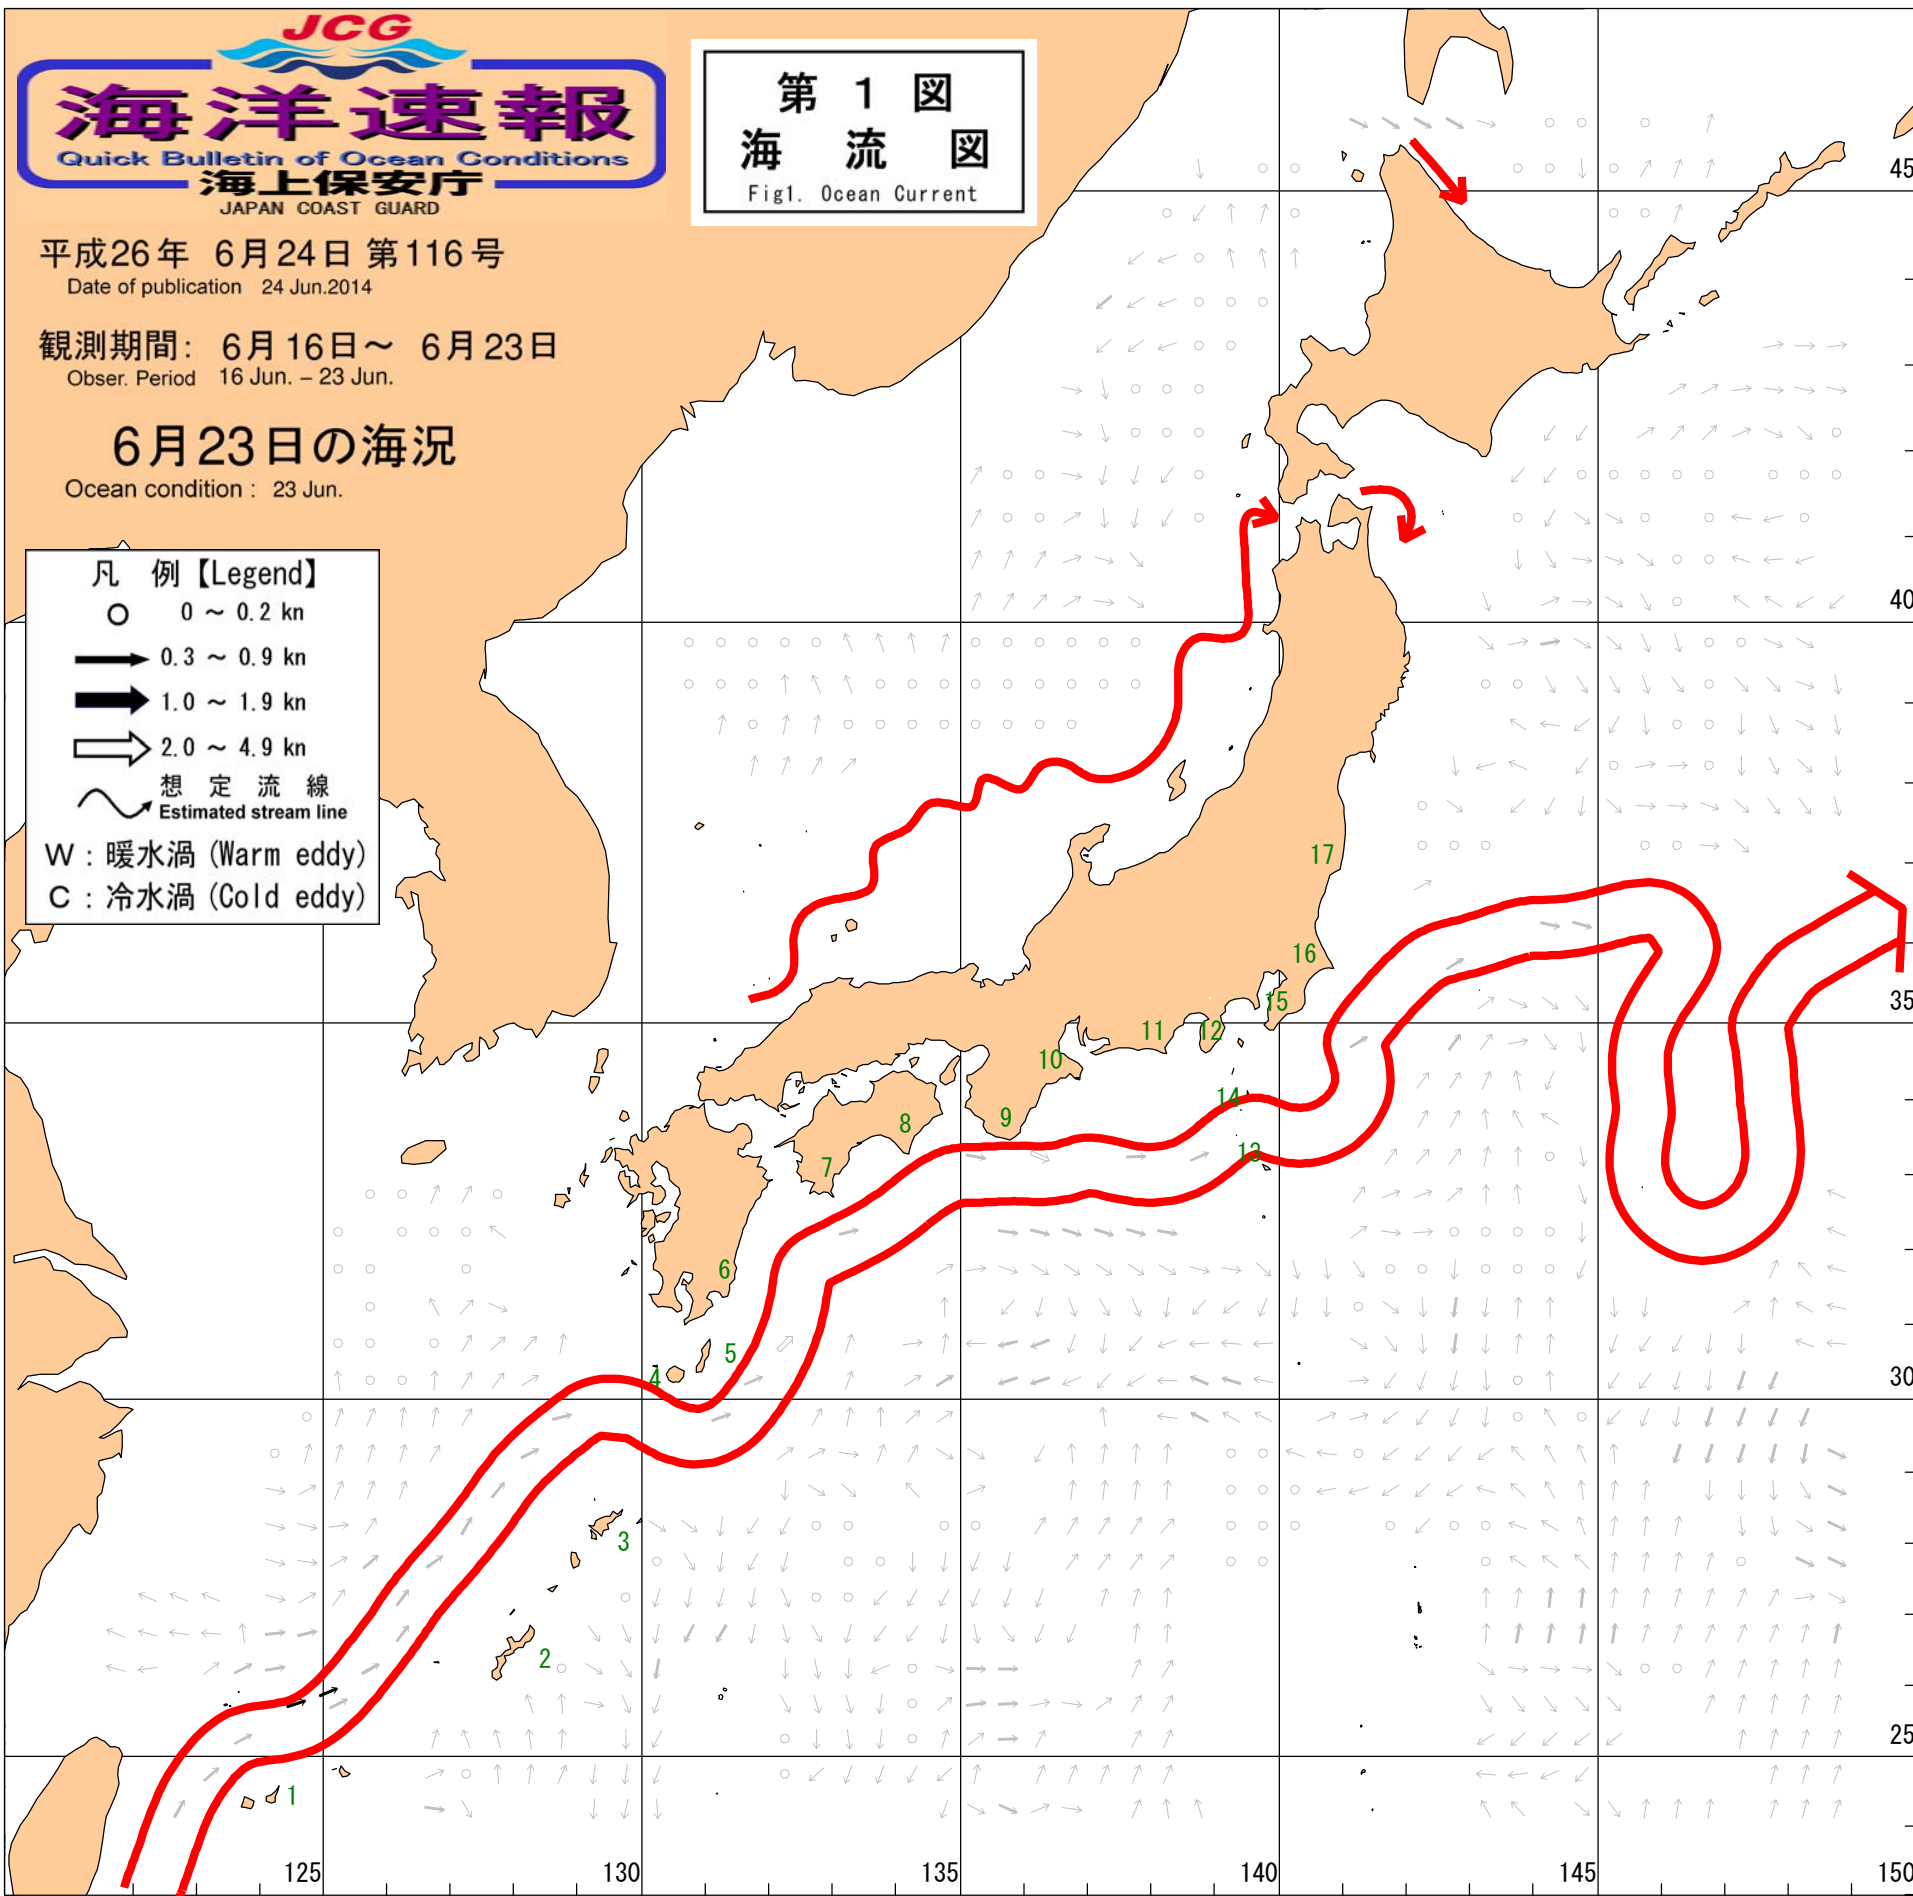 JCG
海洋速報
Quick Bulletin of Ocean Conditions
海上保安庁
JAPAN COAST GUARD
第 1 図
海 流 図
Fig1. Ocean Current
平成26年 6月24日 第116号
Date of publication 24 Jun.2014
観測期間: 6月16日～ 6月23日
Obser. Period 16 Jun. – 23 Jun.
6月23日の海況
Ocean condition : 23 Jun.
凡 例【Legend】
0 ～ 0.2 kn
0.3 ～ 0.9 kn
1.0 ～ 1.9 kn
2.0 ～ 4.9 kn
想 定 流 線
Estimated stream line
W : 暖水渦 (Warm eddy)
C : 冷水渦 (Cold eddy)
45
40
35
30
25
17
16
15
14
13
12
11
10
9
8
7
6
5
4
3
2
1
125
130
135
140
145
150